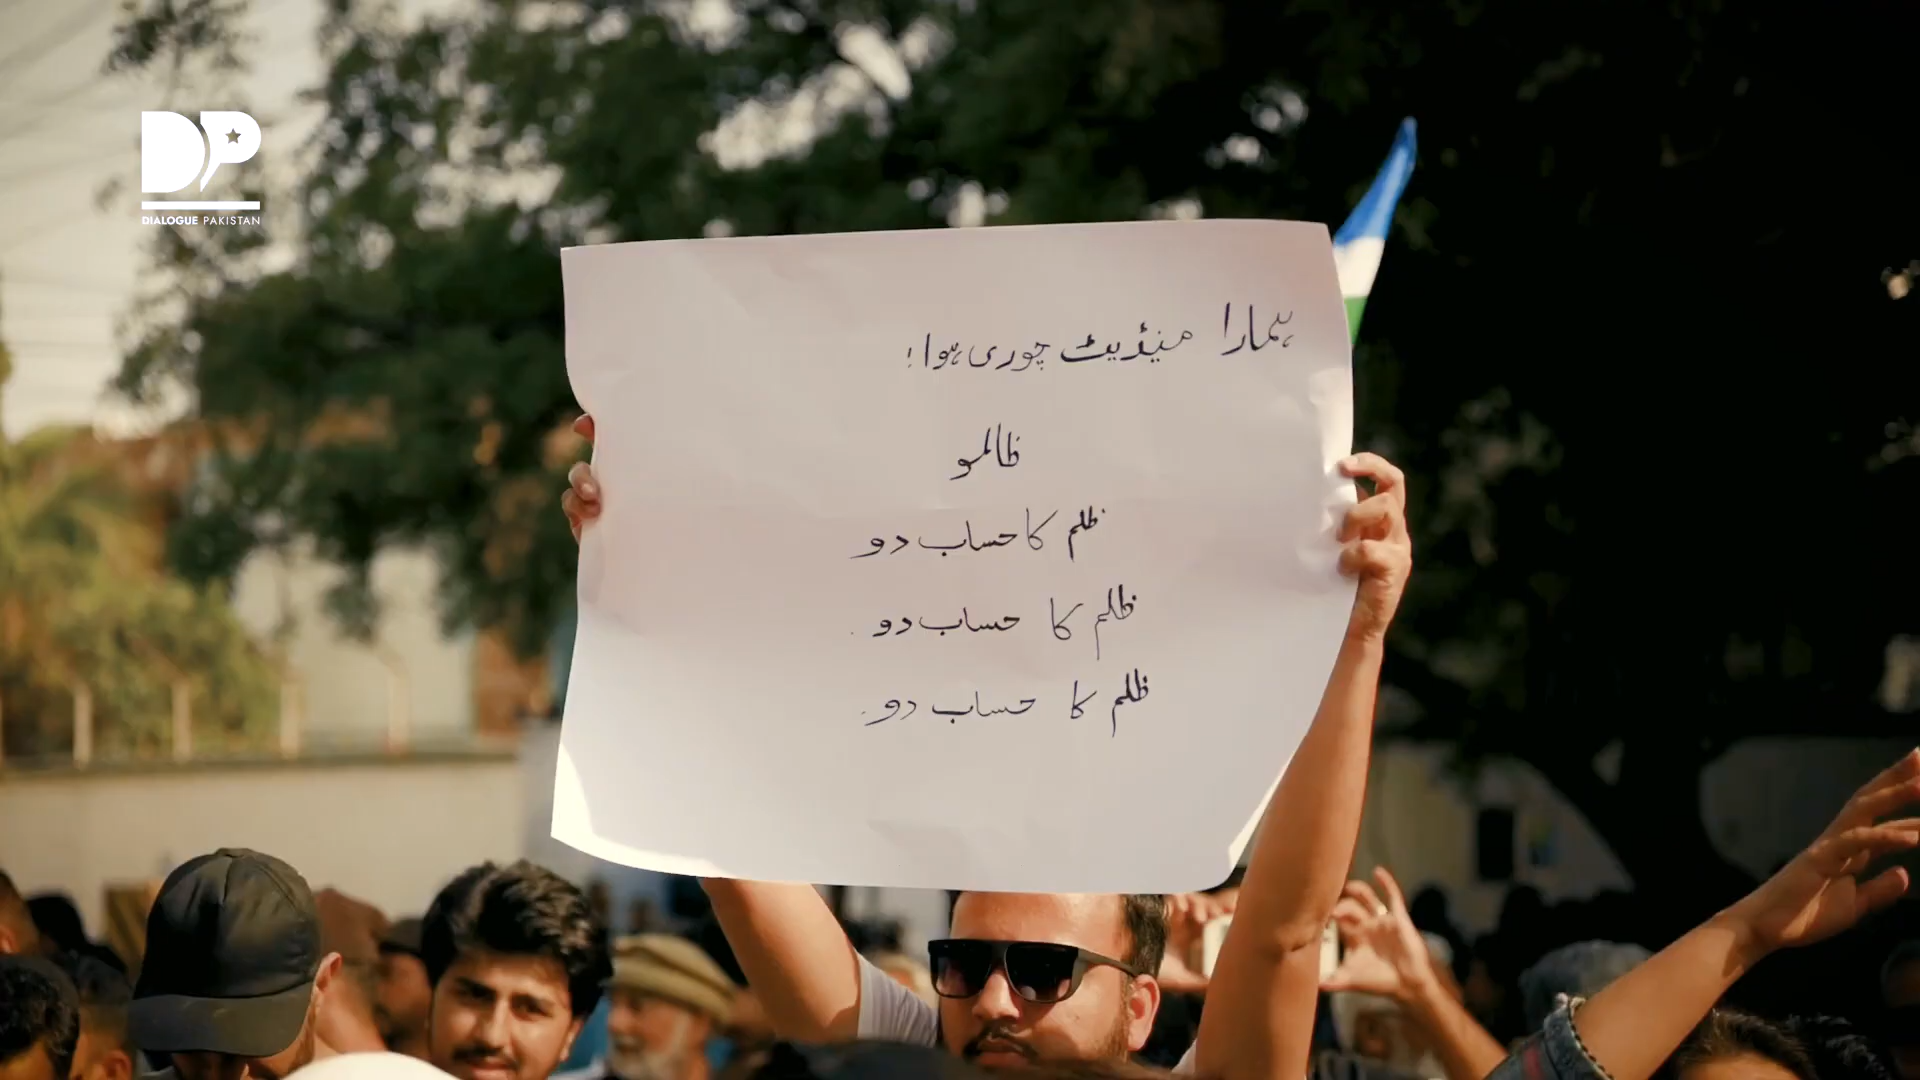 DP
DIALOGUE PAKISTAN
ہمارا مینڈیٹ چوری ہوا!
ظالمو
ظلم کا حساب دو
ظلم کا حساب دو۔
ظلم کا حساب دو۔